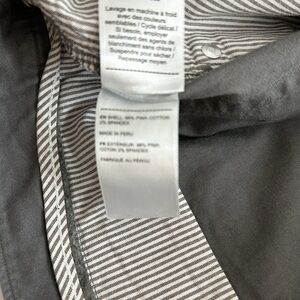 Lavage en machine à froid
avec des couleurs
semblables / Cycle délicat /
Si besoin, employer
seulement des agents de
blanchiment sans chlore /
Suspendre pour sécher /
Repassage moyen
EN SHELL: 98% PIMA COTTON
2% SPANDEX
MADE IN PERU
FR EXTÉRIEUR: 98% PIMA
COTON 2% SPANDEX
FABRIQUÉ AU PÉROU